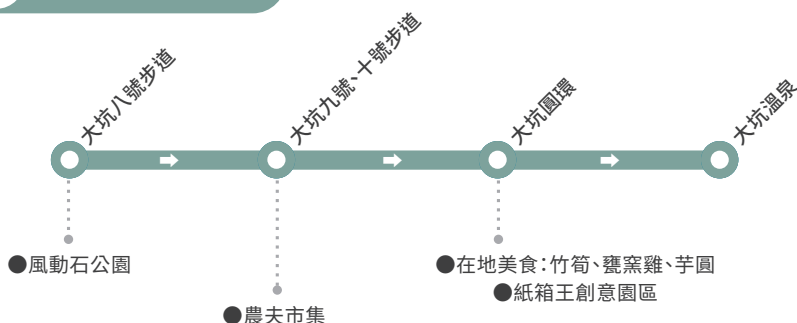 大坑八號步道
大坑九號、十號步道
大坑圓環
大坑溫泉
●風動石公園
●農夫市集
●在地美食：竹筍、甕窯雞、芋圓
●紙箱王創意園區